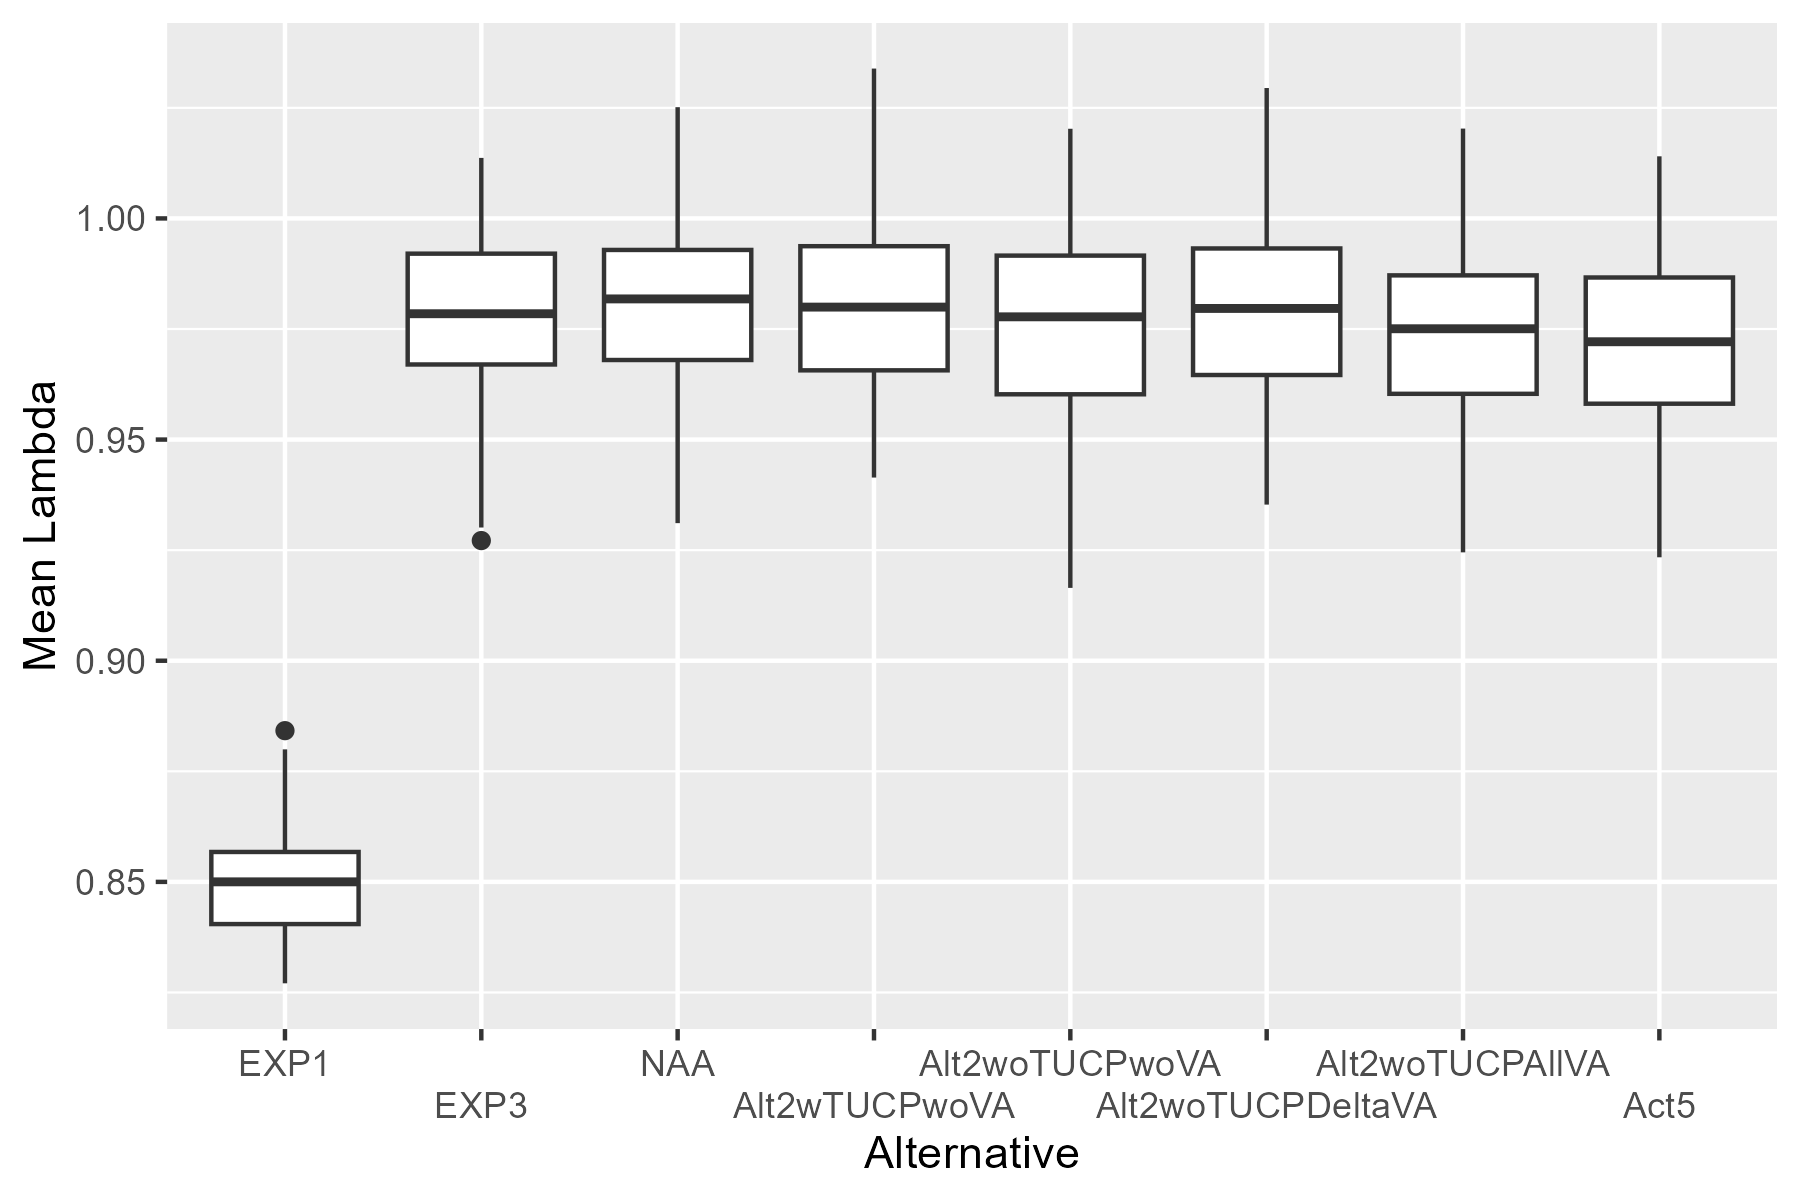 1.00
0.95
0.90
0.85
Mean Lambda
EXP1 NAA Alt2woTUCPwoVA Alt2woTUCPAllVA
EXP3 Alt2wTUCPwoVA Alt2woTUCPDeltaVA Act5
Alternative